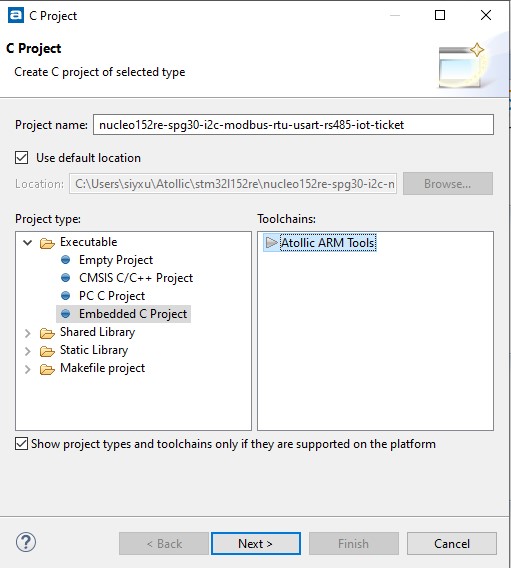 C Project
C Project
Create C project of selected type
Project name: nucleo152re-spg30-i2c-modbus-rtu-usart-rs485-iot-ticket
Use default location
Location: C:\Users\siyxu\Atollic\stm32l152re\nucleo152re-spg30-i2c-n Browse...
Project type: Toolchains:
Executable Atollic ARM Tools
Empty Project
CMSIS C/C++ Project
PC C Project
Embedded C Project
Shared Library
Static Library
Makefile project
Show project types and toolchains only if they are supported on the platform
? < Back Next > Finish Cancel